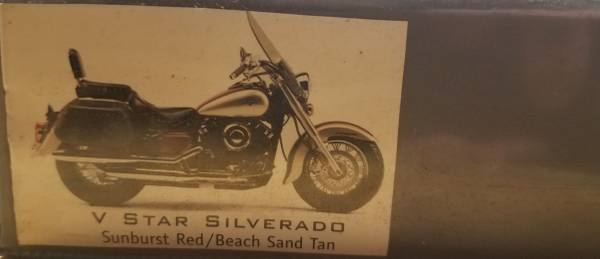 V Star Silverado
Sunburst Red/Beach Sand Tan